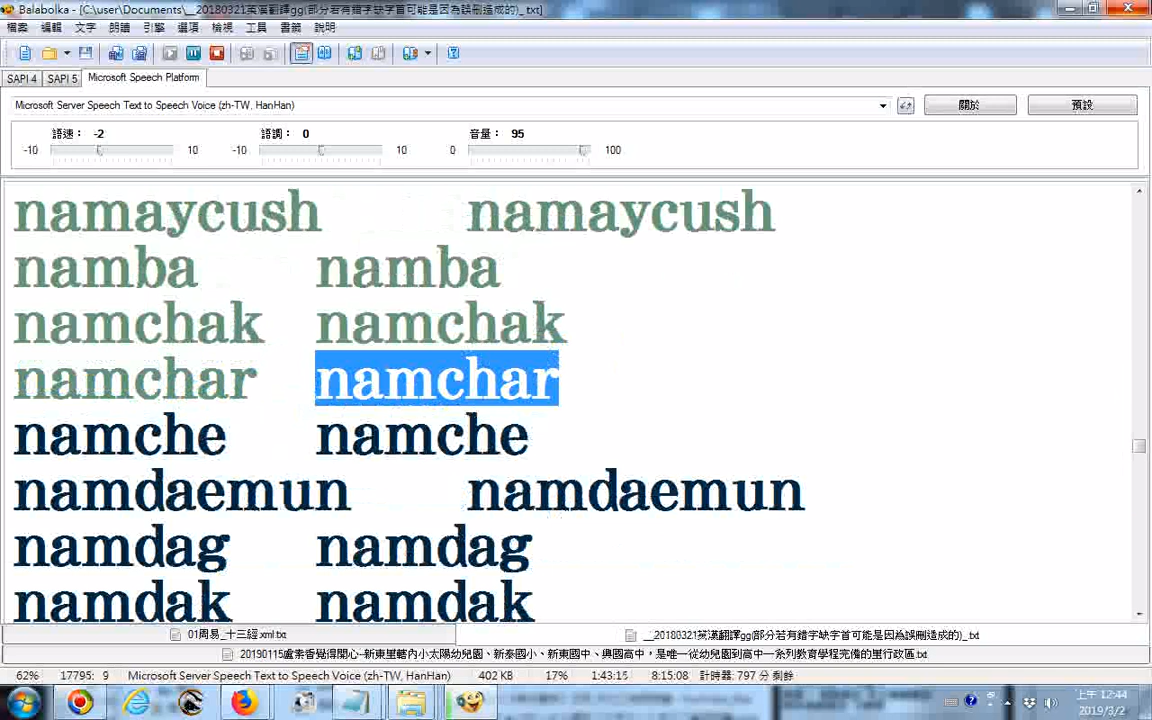 Balabolka - [C:\user\Documents\__20180321英漢翻譯gg(部分若有錯字缺字首可能是因為誤刪造成的)_.txt]
檔案 編輯 文字 朗讀 引擎 選項 檢視 工具 書籤 說明
SAPI 4 SAPI 5 Microsoft Speech Platform
Microsoft Server Speech Text to Speech Voice (zh-TW, HanHan) 關於 預設
語速： -2 語調： 0 音量： 95
-10 10 -10 10 0 100
namaycush namaycush
namba namba
namchak namchak
namchar namchar
namche namche
namdaemun namdaemun
namdag namdag
namdak namdak
01周易_十三經.xml.txt __20180321英漢翻譯gg(部分若有錯字缺字首可能是因為誤刪造成的)_.txt
20190115盧素香覺得開心-新東里轄內小太陽幼兒園、新泰國小、新東國中、興國高中，是唯一從幼兒園到高中一系列教育學程完備的里行政區.txt
62% 17795: 9 Microsoft Server Speech Text to Speech Voice (zh-TW, HanHan) 402 KB 17% 1:43:15 8:15:08 計時器: 797 分 剩餘
上午 12:44
2019/3/2